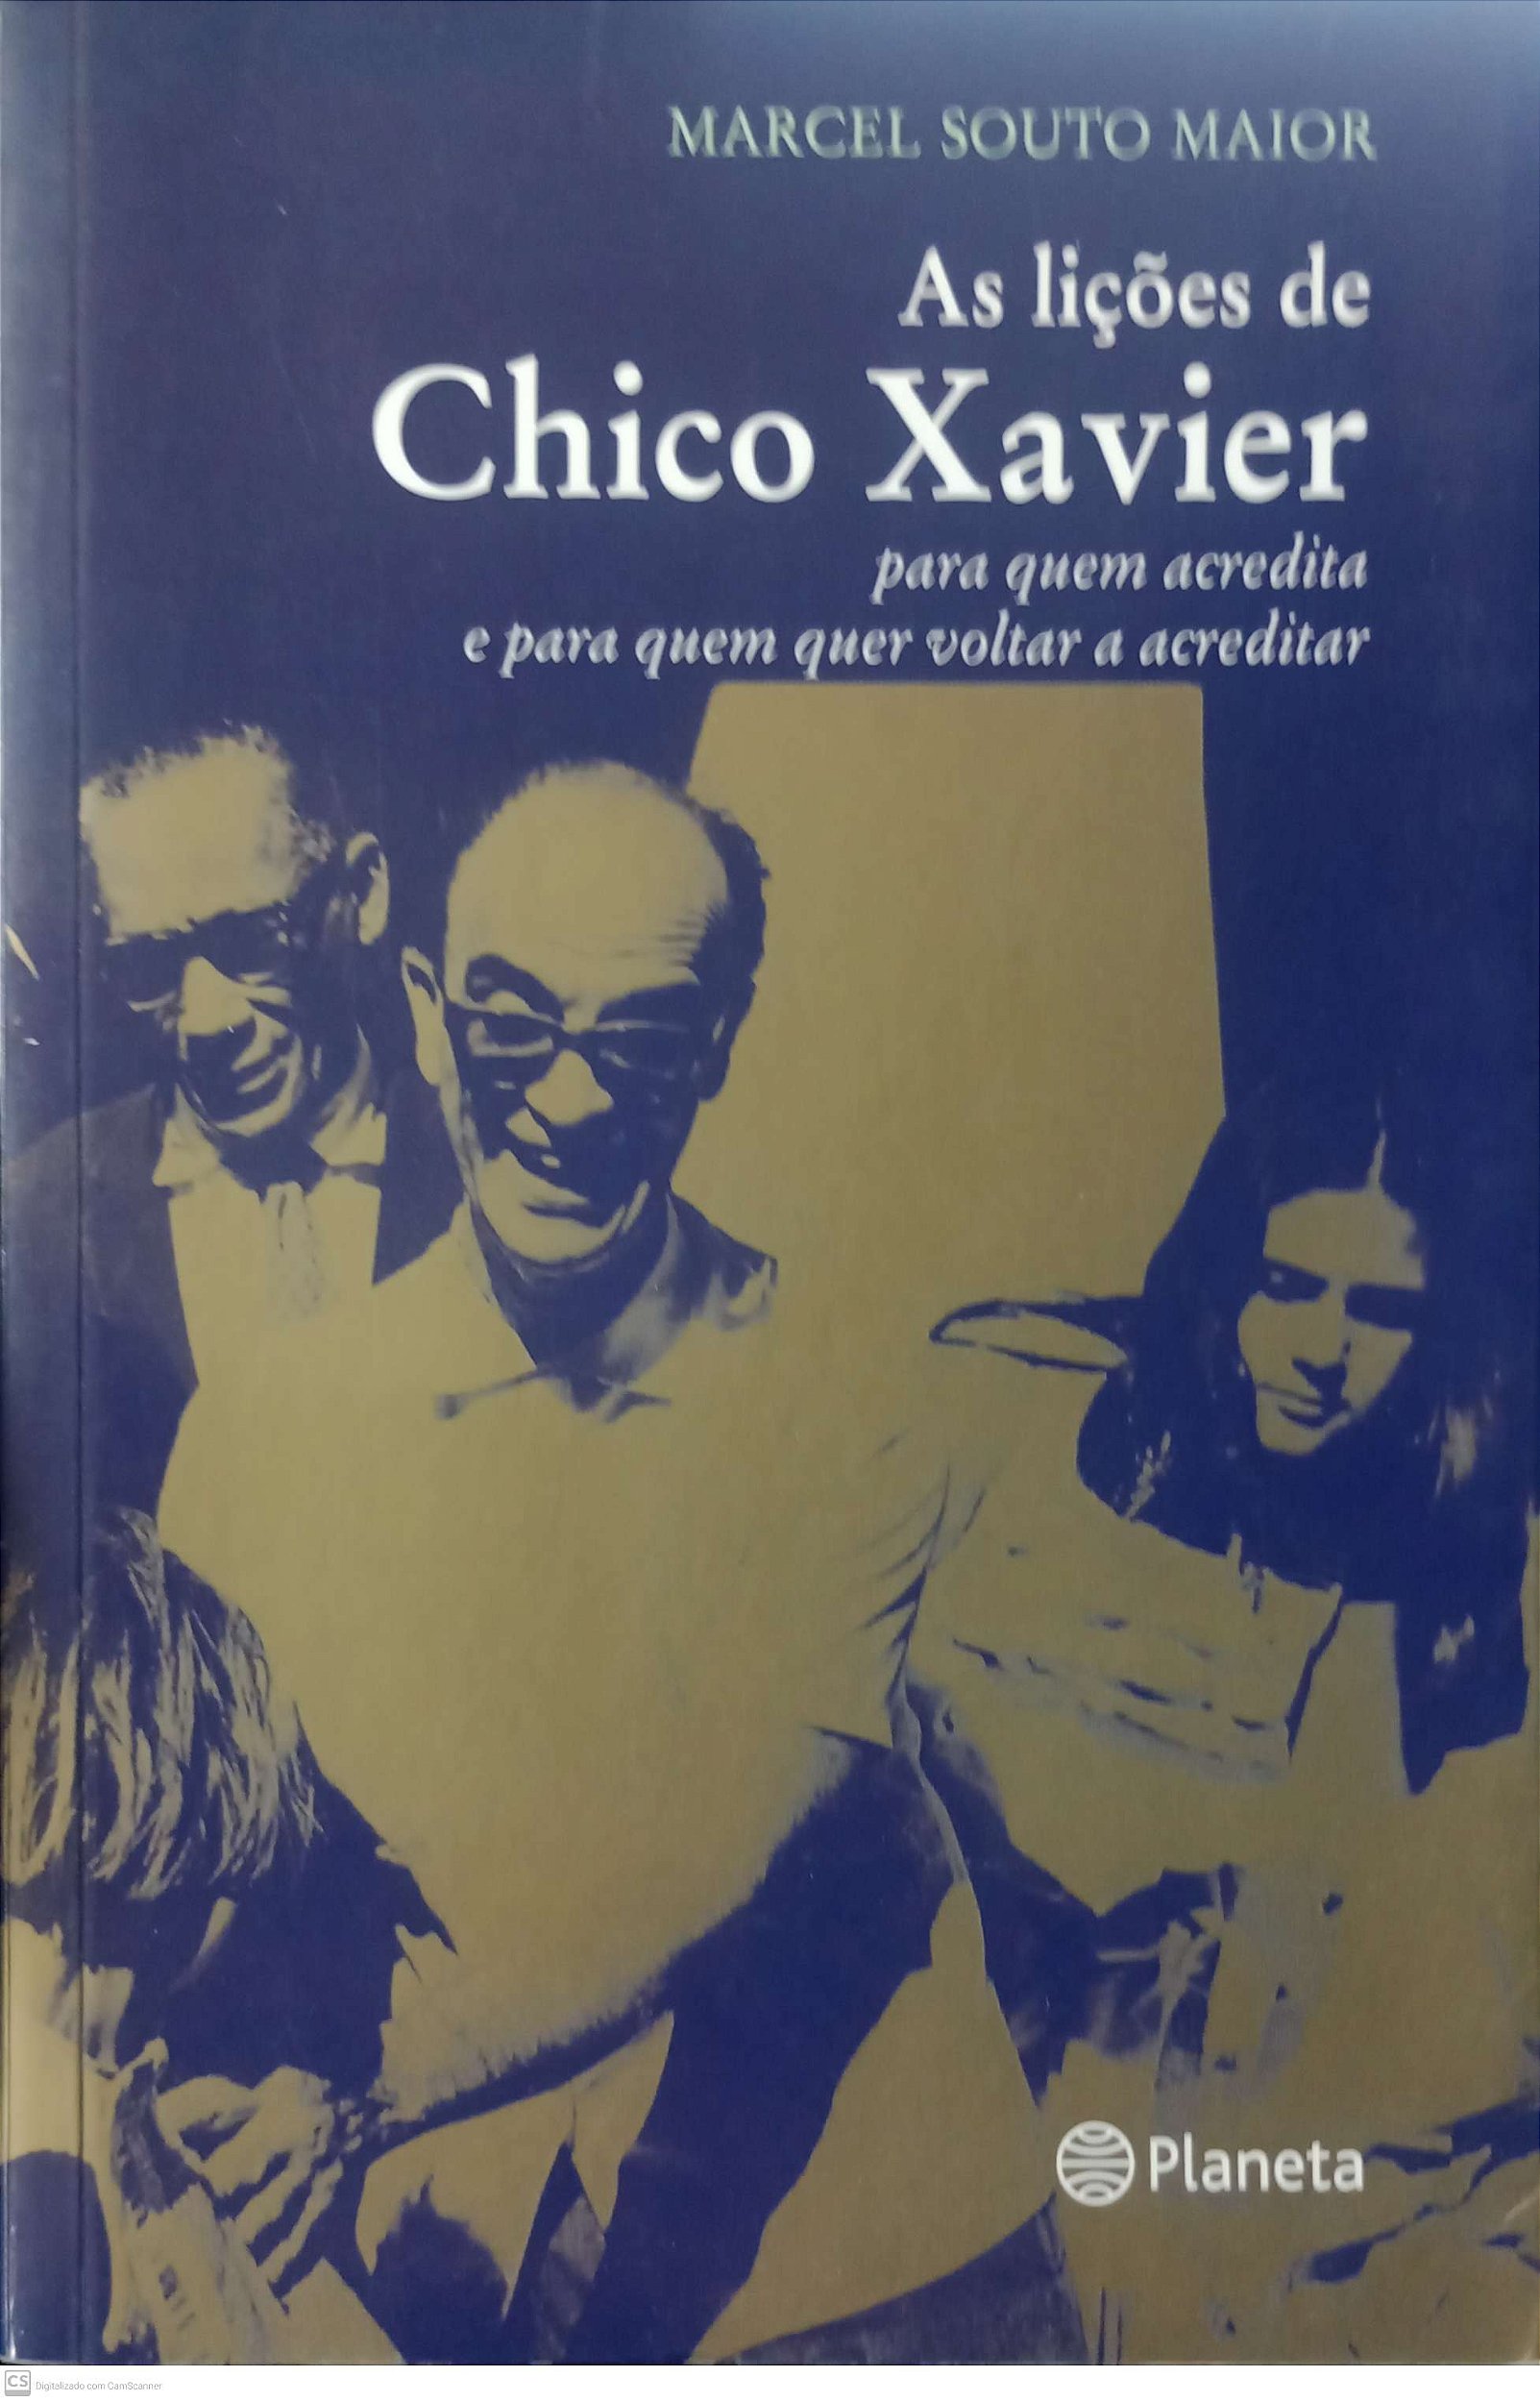 MARCEL SOUTO MAIOR
As lições de
Chico Xavier
para quem acredita
e para quem quer voltar a acreditar
Planeta
CS Digitalizado com CamScanner